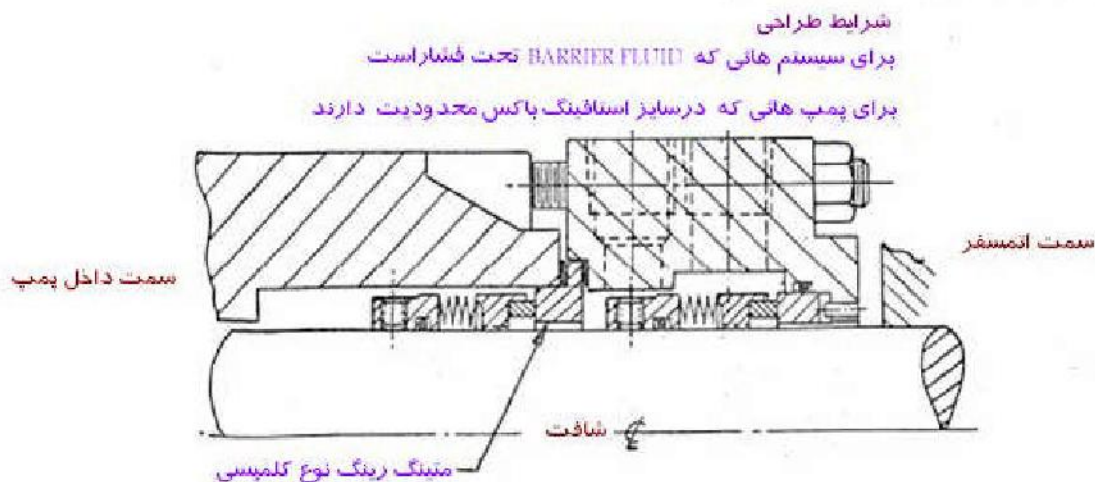 شرایط طراحی
برای سیستم هائی که BARRIER FLUID تحت فشاراست
برای پمپ هائی که درسایز استافینگ باکس محدودیت دارند
سمت اتمسفر
سمت داخل پمپ
شافت
متینگ رینگ نوع کلمپسی